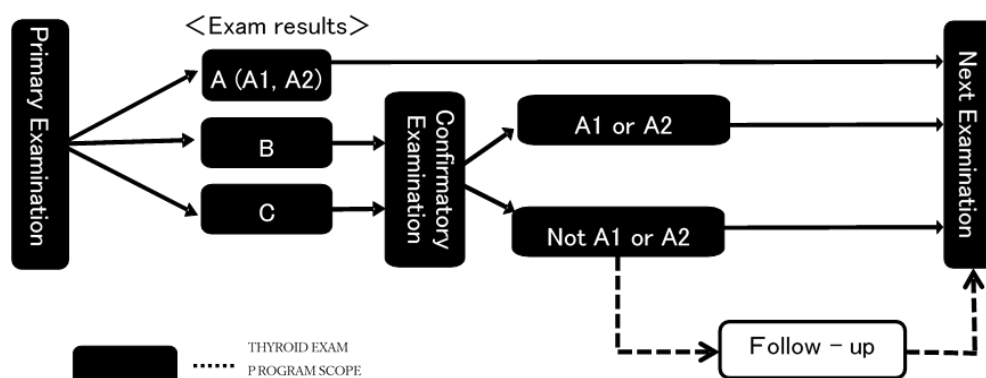 <Exam results>
Primary Examination
A (A1, A2)
B
C
Confirmatory
Examination
A1 or A2
Not A1 or A2
Next Examination
Follow - up
THYROID EXAM
PROGRAM SCOPE